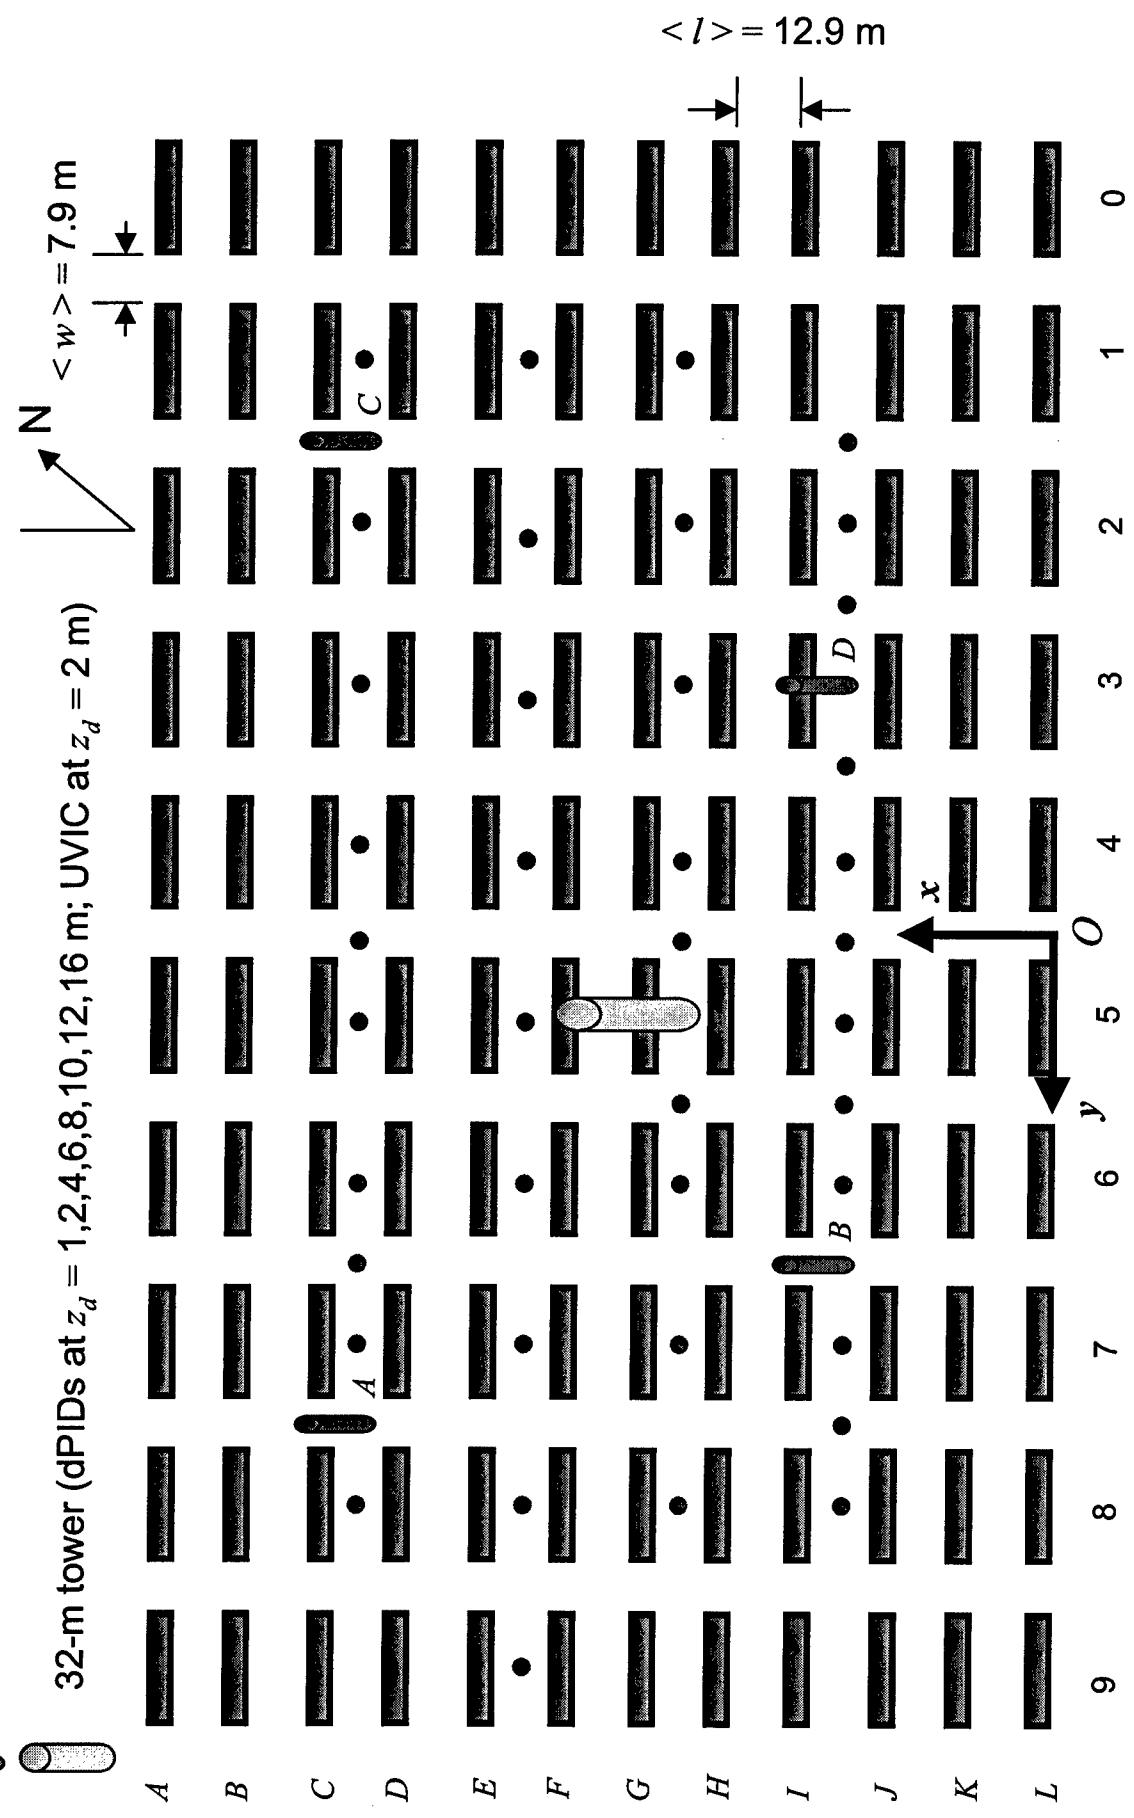 32-m tower (dPIDs at z_d = 1,2,4,6,8,10,12,16 m; UVIC at z_d = 2 m)
N
< w > = 7.9 m
< l > = 12.9 m
A
B
C
D
E
F
G
H
I
J
K
L
C
A
D
B
x
y
O
9
8
7
6
5
4
3
2
1
0